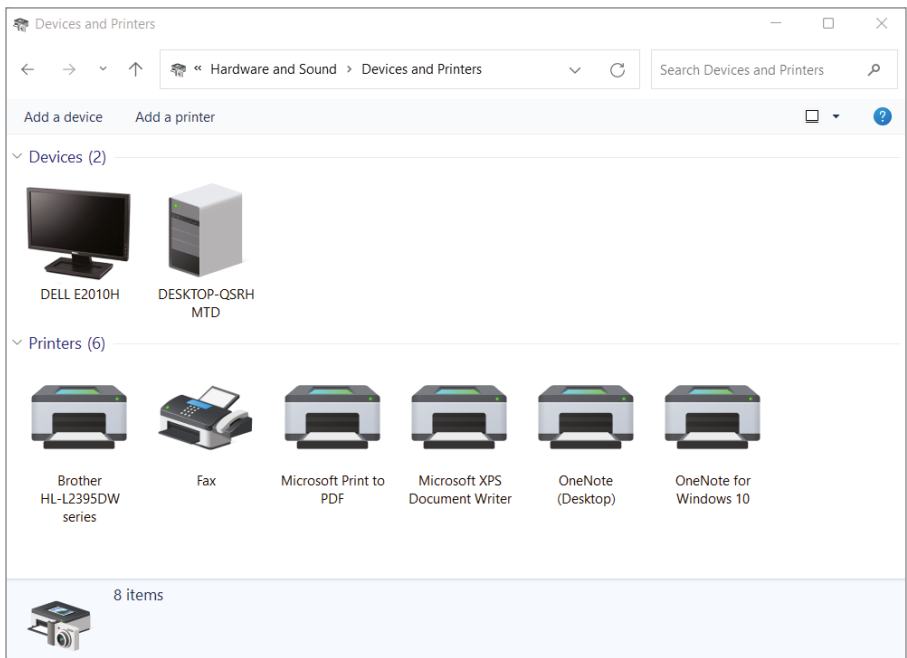 Devices and Printers
« Hardware and Sound › Devices and Printers
Search Devices and Printers
Add a device
Add a printer
?
Devices (2)
DELL E2010H
DESKTOP-QSRH
MTD
Printers (6)
Brother
HL-L2395DW
series
Fax
Microsoft Print to
PDF
Microsoft XPS
Document Writer
OneNote
(Desktop)
OneNote for
Windows 10
8 items